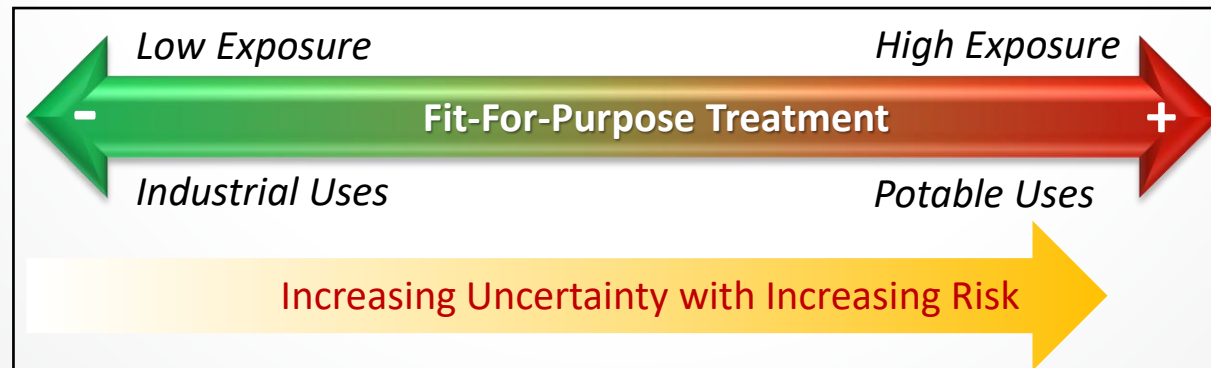 Low Exposure
High Exposure
-
Fit-For-Purpose Treatment
+
Industrial Uses
Potable Uses
Increasing Uncertainty with Increasing Risk